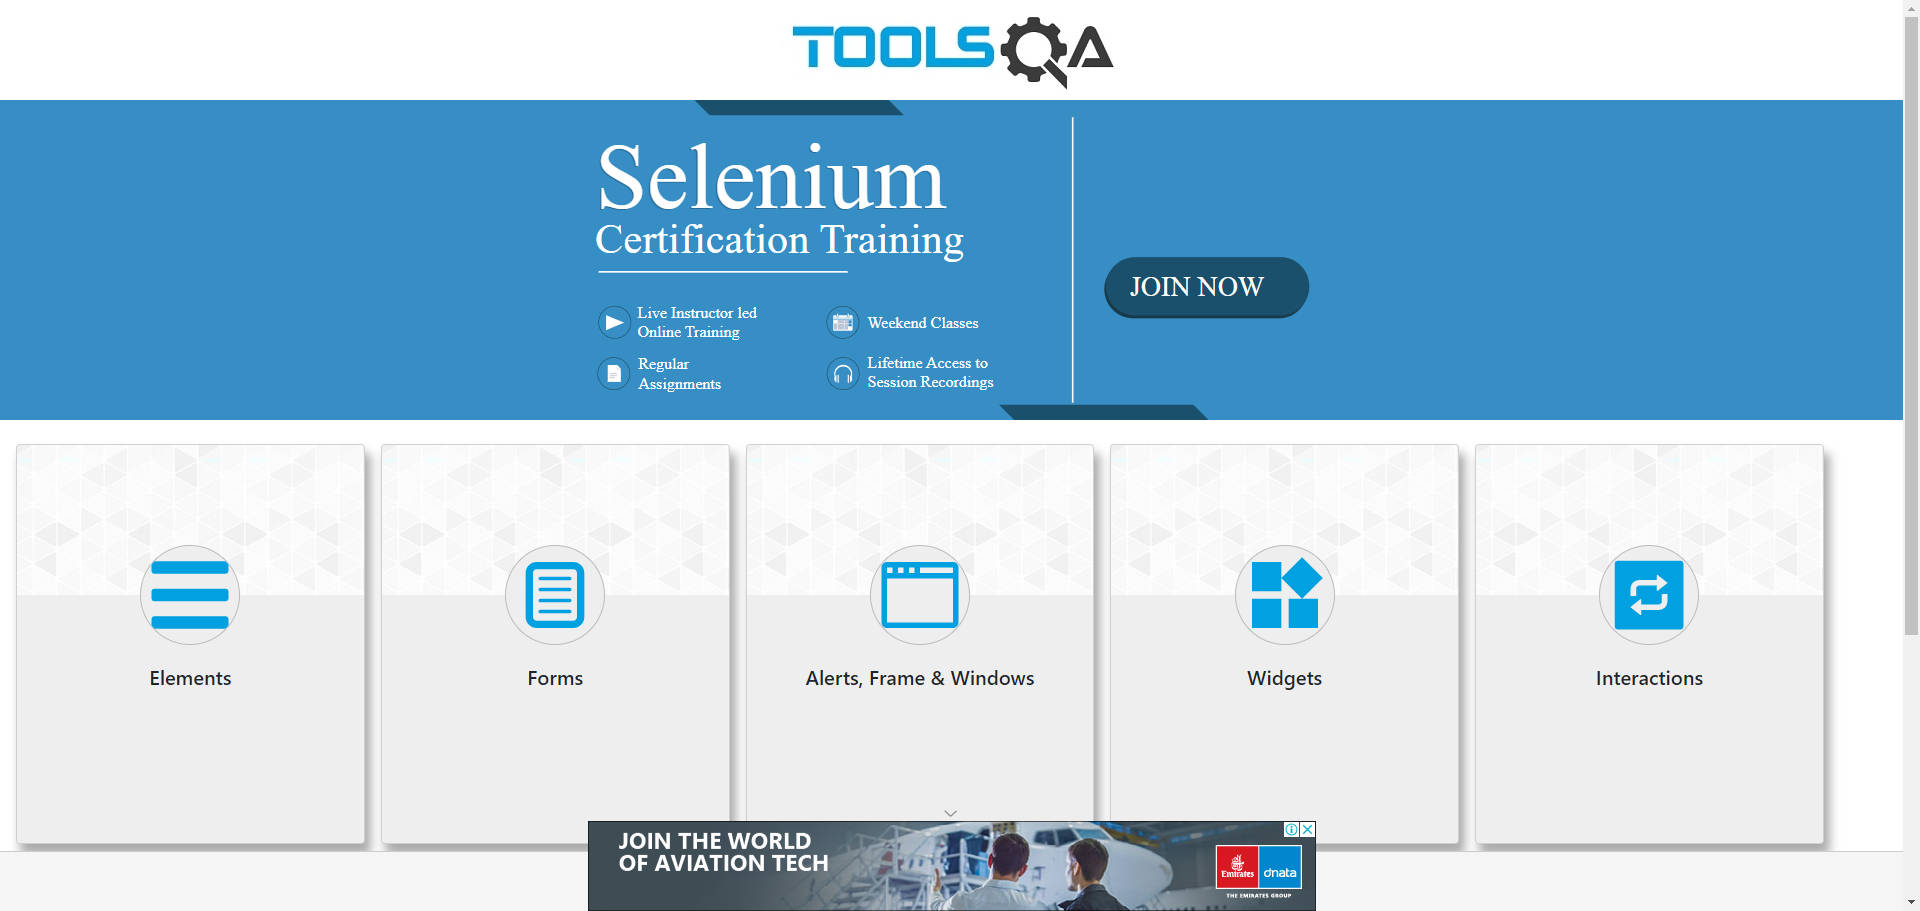 TOOLSQA
Selenium
Certification Training
JOIN NOW
Live Instructor led
Online Training
Weekend Classes
Regular
Assignments
Lifetime Access to
Session Recordings
Elements
Forms
Alerts, Frame & Windows
Widgets
Interactions
JOIN THE WORLD
OF AVIATION TECH
Emirates
dnata
THE EMIRATES GROUP